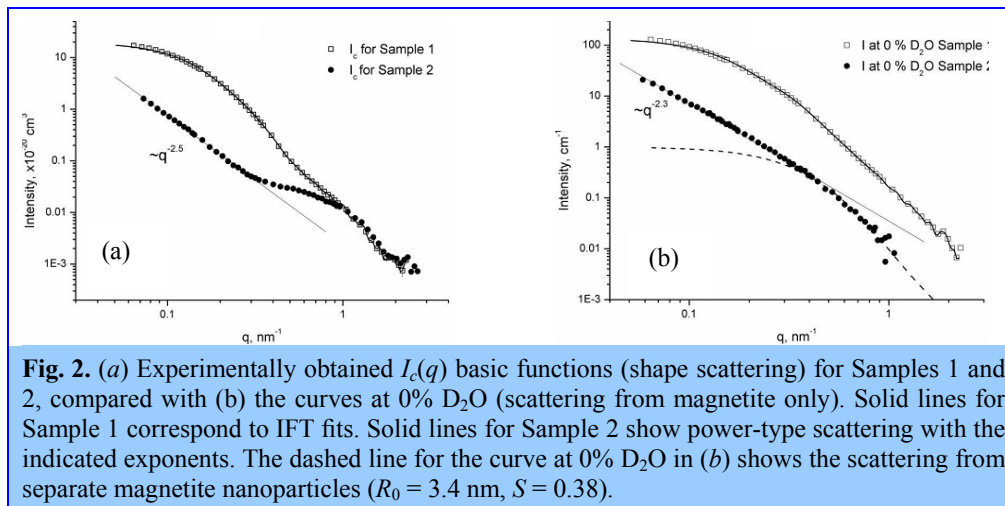 100
10
1
0.1
0.01
1E-3
Intensity, x10⁻²⁰ cm³
□ I_c for Sample 1
● I_c for Sample 2
~q⁻²·⁵
(a)
0.1
1
q, nm⁻¹
100
10
1
0.1
0.01
1E-3
Intensity, cm⁻¹
□ I at 0 % D₂O Sample 1
● I at 0 % D₂O Sample 2
~q⁻²·³
(b)
0.1
1
q, nm⁻¹
Fig. 2. (a) Experimentally obtained I_c(q) basic functions (shape scattering) for Samples 1 and
2, compared with (b) the curves at 0% D₂O (scattering from magnetite only). Solid lines for
Sample 1 correspond to IFT fits. Solid lines for Sample 2 show power-type scattering with the
indicated exponents. The dashed line for the curve at 0% D₂O in (b) shows the scattering from
separate magnetite nanoparticles (R₀ = 3.4 nm, S = 0.38).